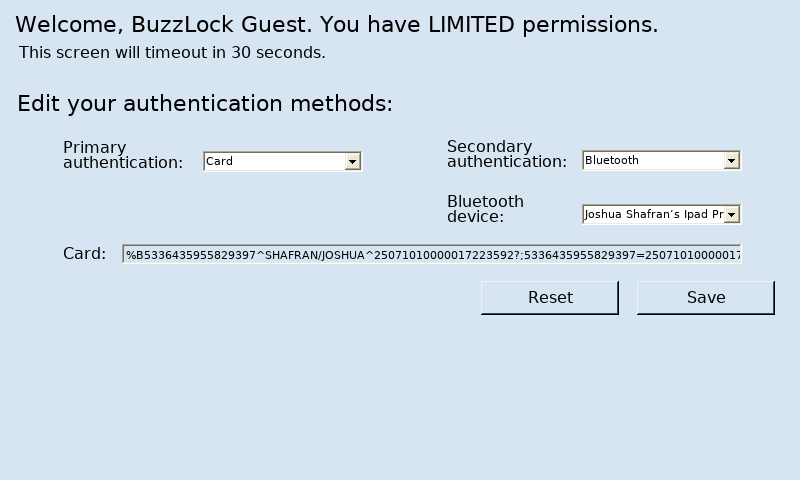 Welcome, BuzzLock Guest. You have LIMITED permissions.
This screen will timeout in 30 seconds.
Edit your authentication methods:
Primary
authentication:
Card
Secondary
authentication:
Bluetooth
Bluetooth
device:
Joshua Shafran's Ipad Pr
Card:
%B5336435955829397^SHAFRAN/JOSHUA^25071010000017223592?;5336435955829397=25071010000017
Reset
Save